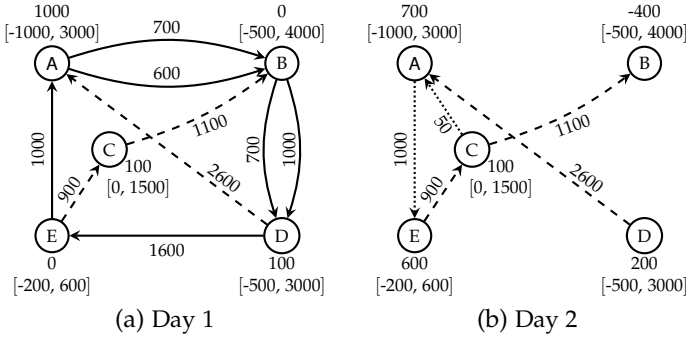 1000
[-1000, 3000]
0
[-500, 4000]
A
B
700
600
1000
C
100
[0, 1500]
1100
700
1000
900
2600
E
0
[-200, 600]
1600
D
100
[-500, 3000]
(a) Day 1
700
[-1000, 3000]
-400
[-500, 4000]
A
B
50
1000
C
100
[0, 1500]
1100
900
2600
E
600
[-200, 600]
D
200
[-500, 3000]
(b) Day 2